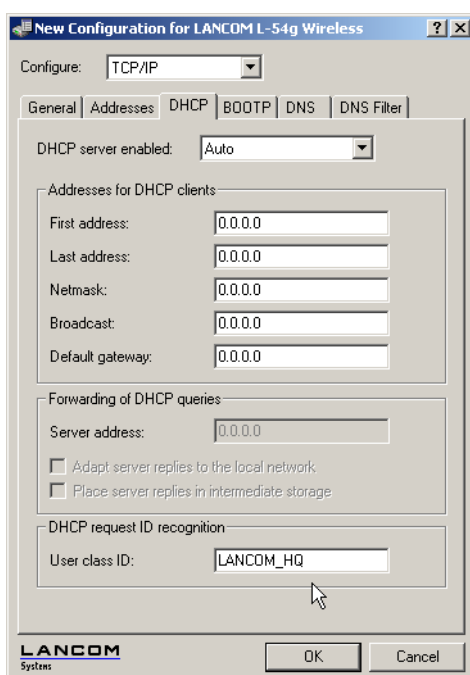 New Configuration for LANCOM L-54g Wireless
Configure: TCP/IP
General Addresses DHCP BOOTP DNS DNS Filter
DHCP server enabled: Auto
Addresses for DHCP clients
First address: 0.0.0.0
Last address: 0.0.0.0
Netmask: 0.0.0.0
Broadcast: 0.0.0.0
Default gateway: 0.0.0.0
Forwarding of DHCP queries
Server address: 0.0.0.0
Adapt server replies to the local network
Place server replies in intermediate storage
DHCP request ID recognition
User class ID: LANCOM_HQ
LANCOM
Systems
OK Cancel